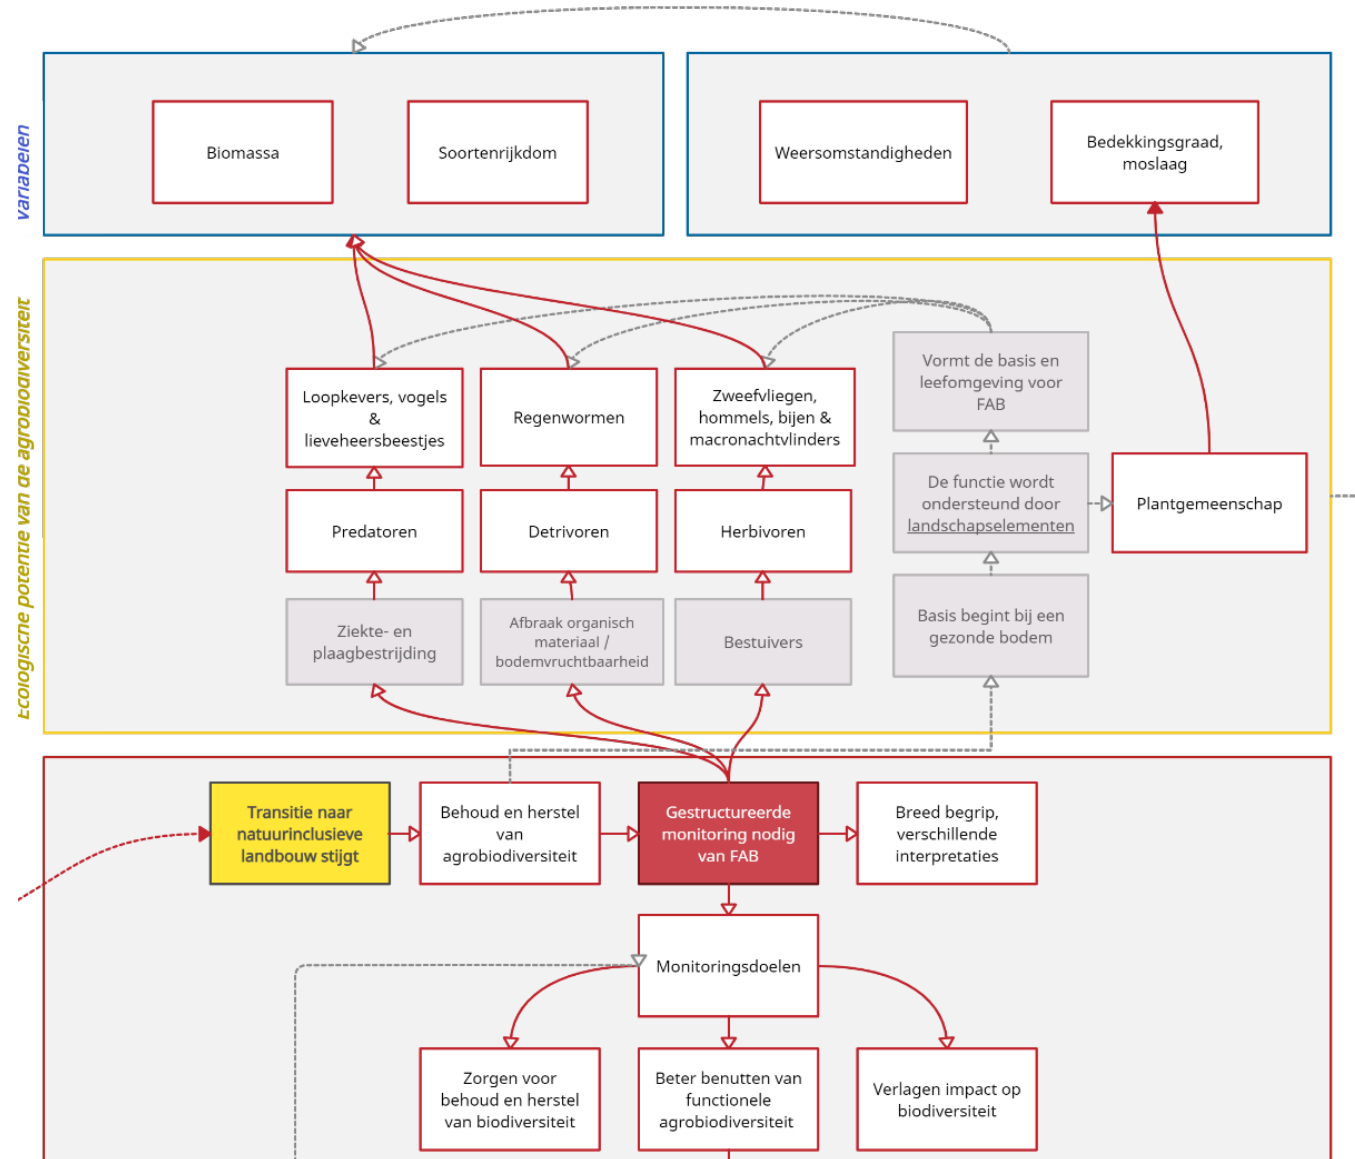 variabelen
Biomassa
Soortenrijkdom
Weersomstandigheden
Bedekkingsgraad,
moslaag
Ecologische potentie van de agrobiodiversiteit
Loopkevers, vogels
&
lieveheersbeestjes
Regenwormen
Zweefvliegen,
hommels, bijen &
macronachtvlinders
Vormt de basis en
leefomgeving voor
FAB
Predatoren
Detrivoren
Herbivoren
De functie wordt
ondersteund door
landschapselementen
Plantgemeenschap
Ziekte- en
plaagbestrijding
Afbraak organisch
materiaal /
bodemvruchtbaarheid
Bestuivers
Basis begint bij een
gezonde bodem
Transitie naar
natuurinclusieve
landbouw stijgt
Behoud en herstel
van
agrobiodiversiteit
Gestructureerde
monitoring nodig
van FAB
Breed begrip,
verschillende
interpretaties
Monitoringsdoelen
Zorgen voor
behoud en herstel
van biodiversiteit
Beter benutten van
functionele
agrobiodiversiteit
Verlagen impact op
biodiversiteit